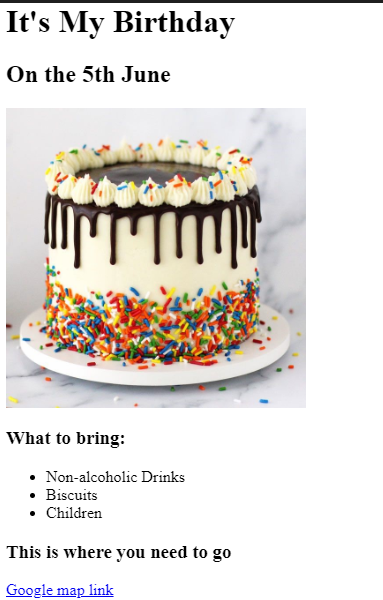 It's My Birthday
On the 5th June
What to bring:
Non-alcoholic Drinks
Biscuits
Children
This is where you need to go
Google map link